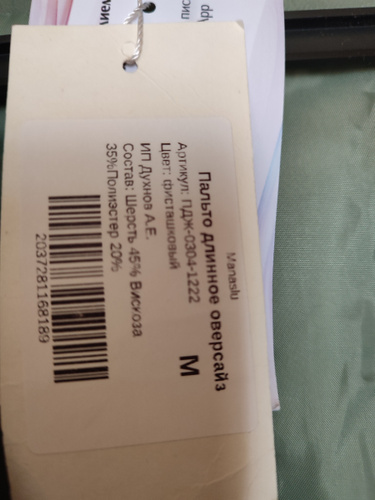 Manaslu
Пальто длинное оверсайз
Артикул: ПДЖ-0304-1222
Цвет: фисташковый
M
ИП Духнов А.Е.
Состав: Шерсть 45% Вискоза
35%Полиэстер 20%
2037281168189